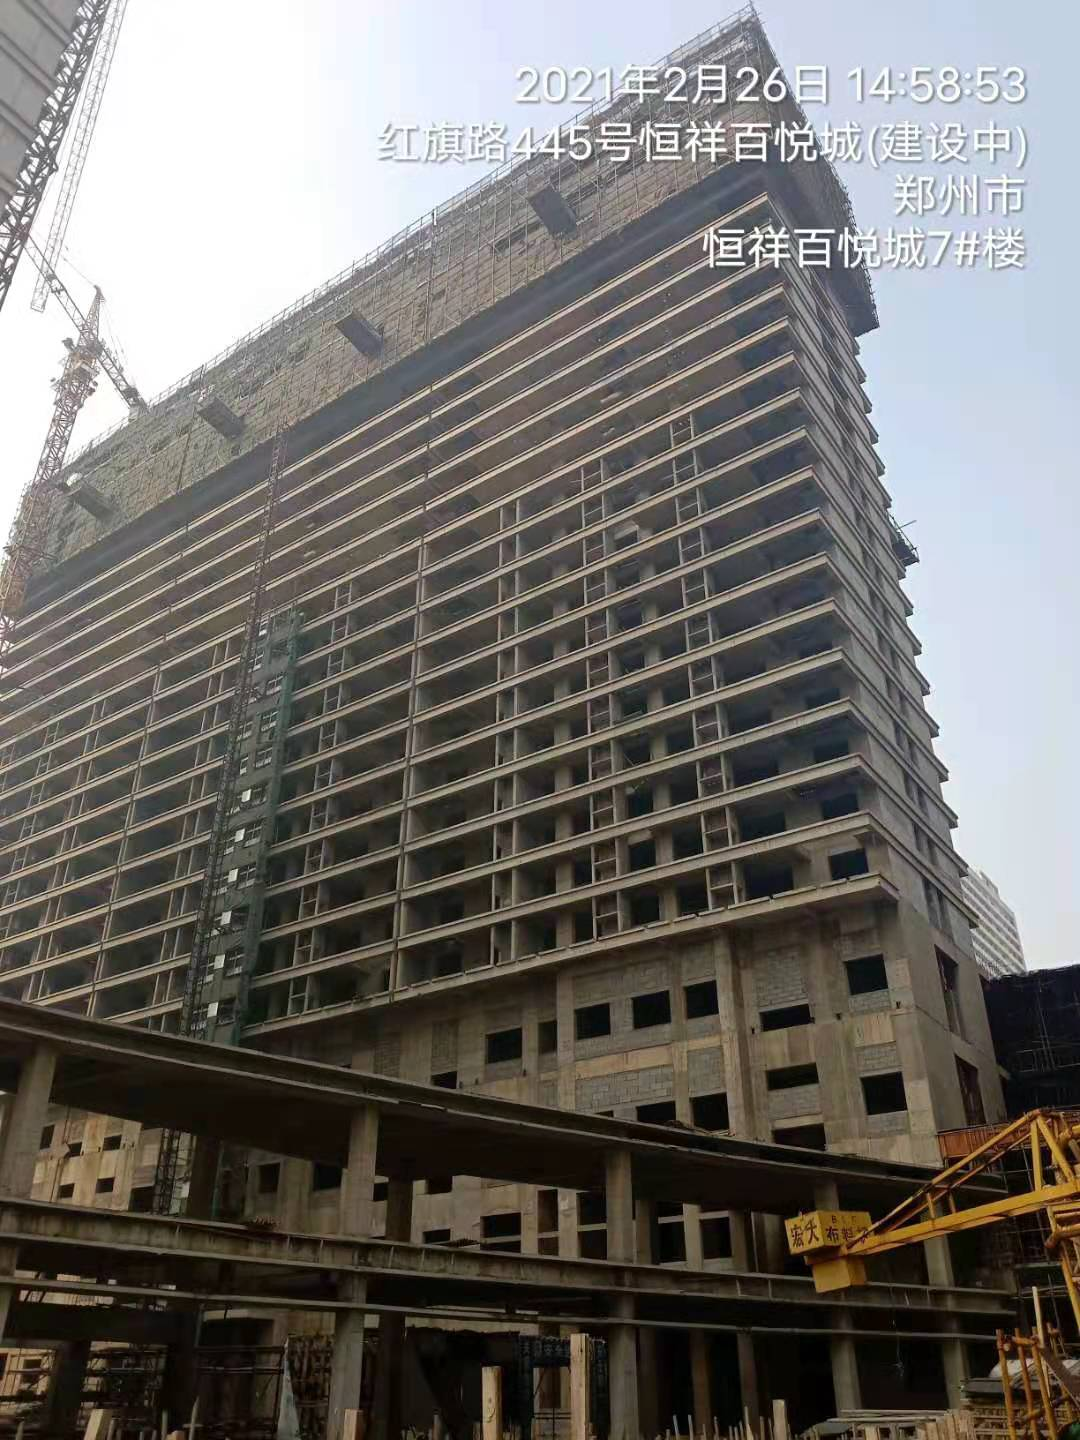 2021年2月26日 14:58:53
红旗路445号恒祥百悦城(建设中)
郑州市
恒祥百悦城7#楼
宏大 布料